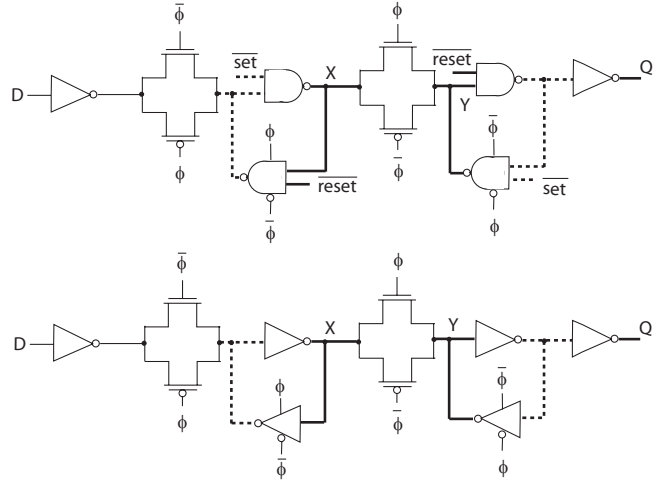 ϕ̅ ϕ
set̅ X reset̅ Q
D Y
ϕ ϕ̅
ϕ ϕ̅ reset̅ set̅
ϕ̅ ϕ
ϕ̅ ϕ
D X Y Q
ϕ ϕ̅
ϕ ϕ̅
ϕ̅ ϕ